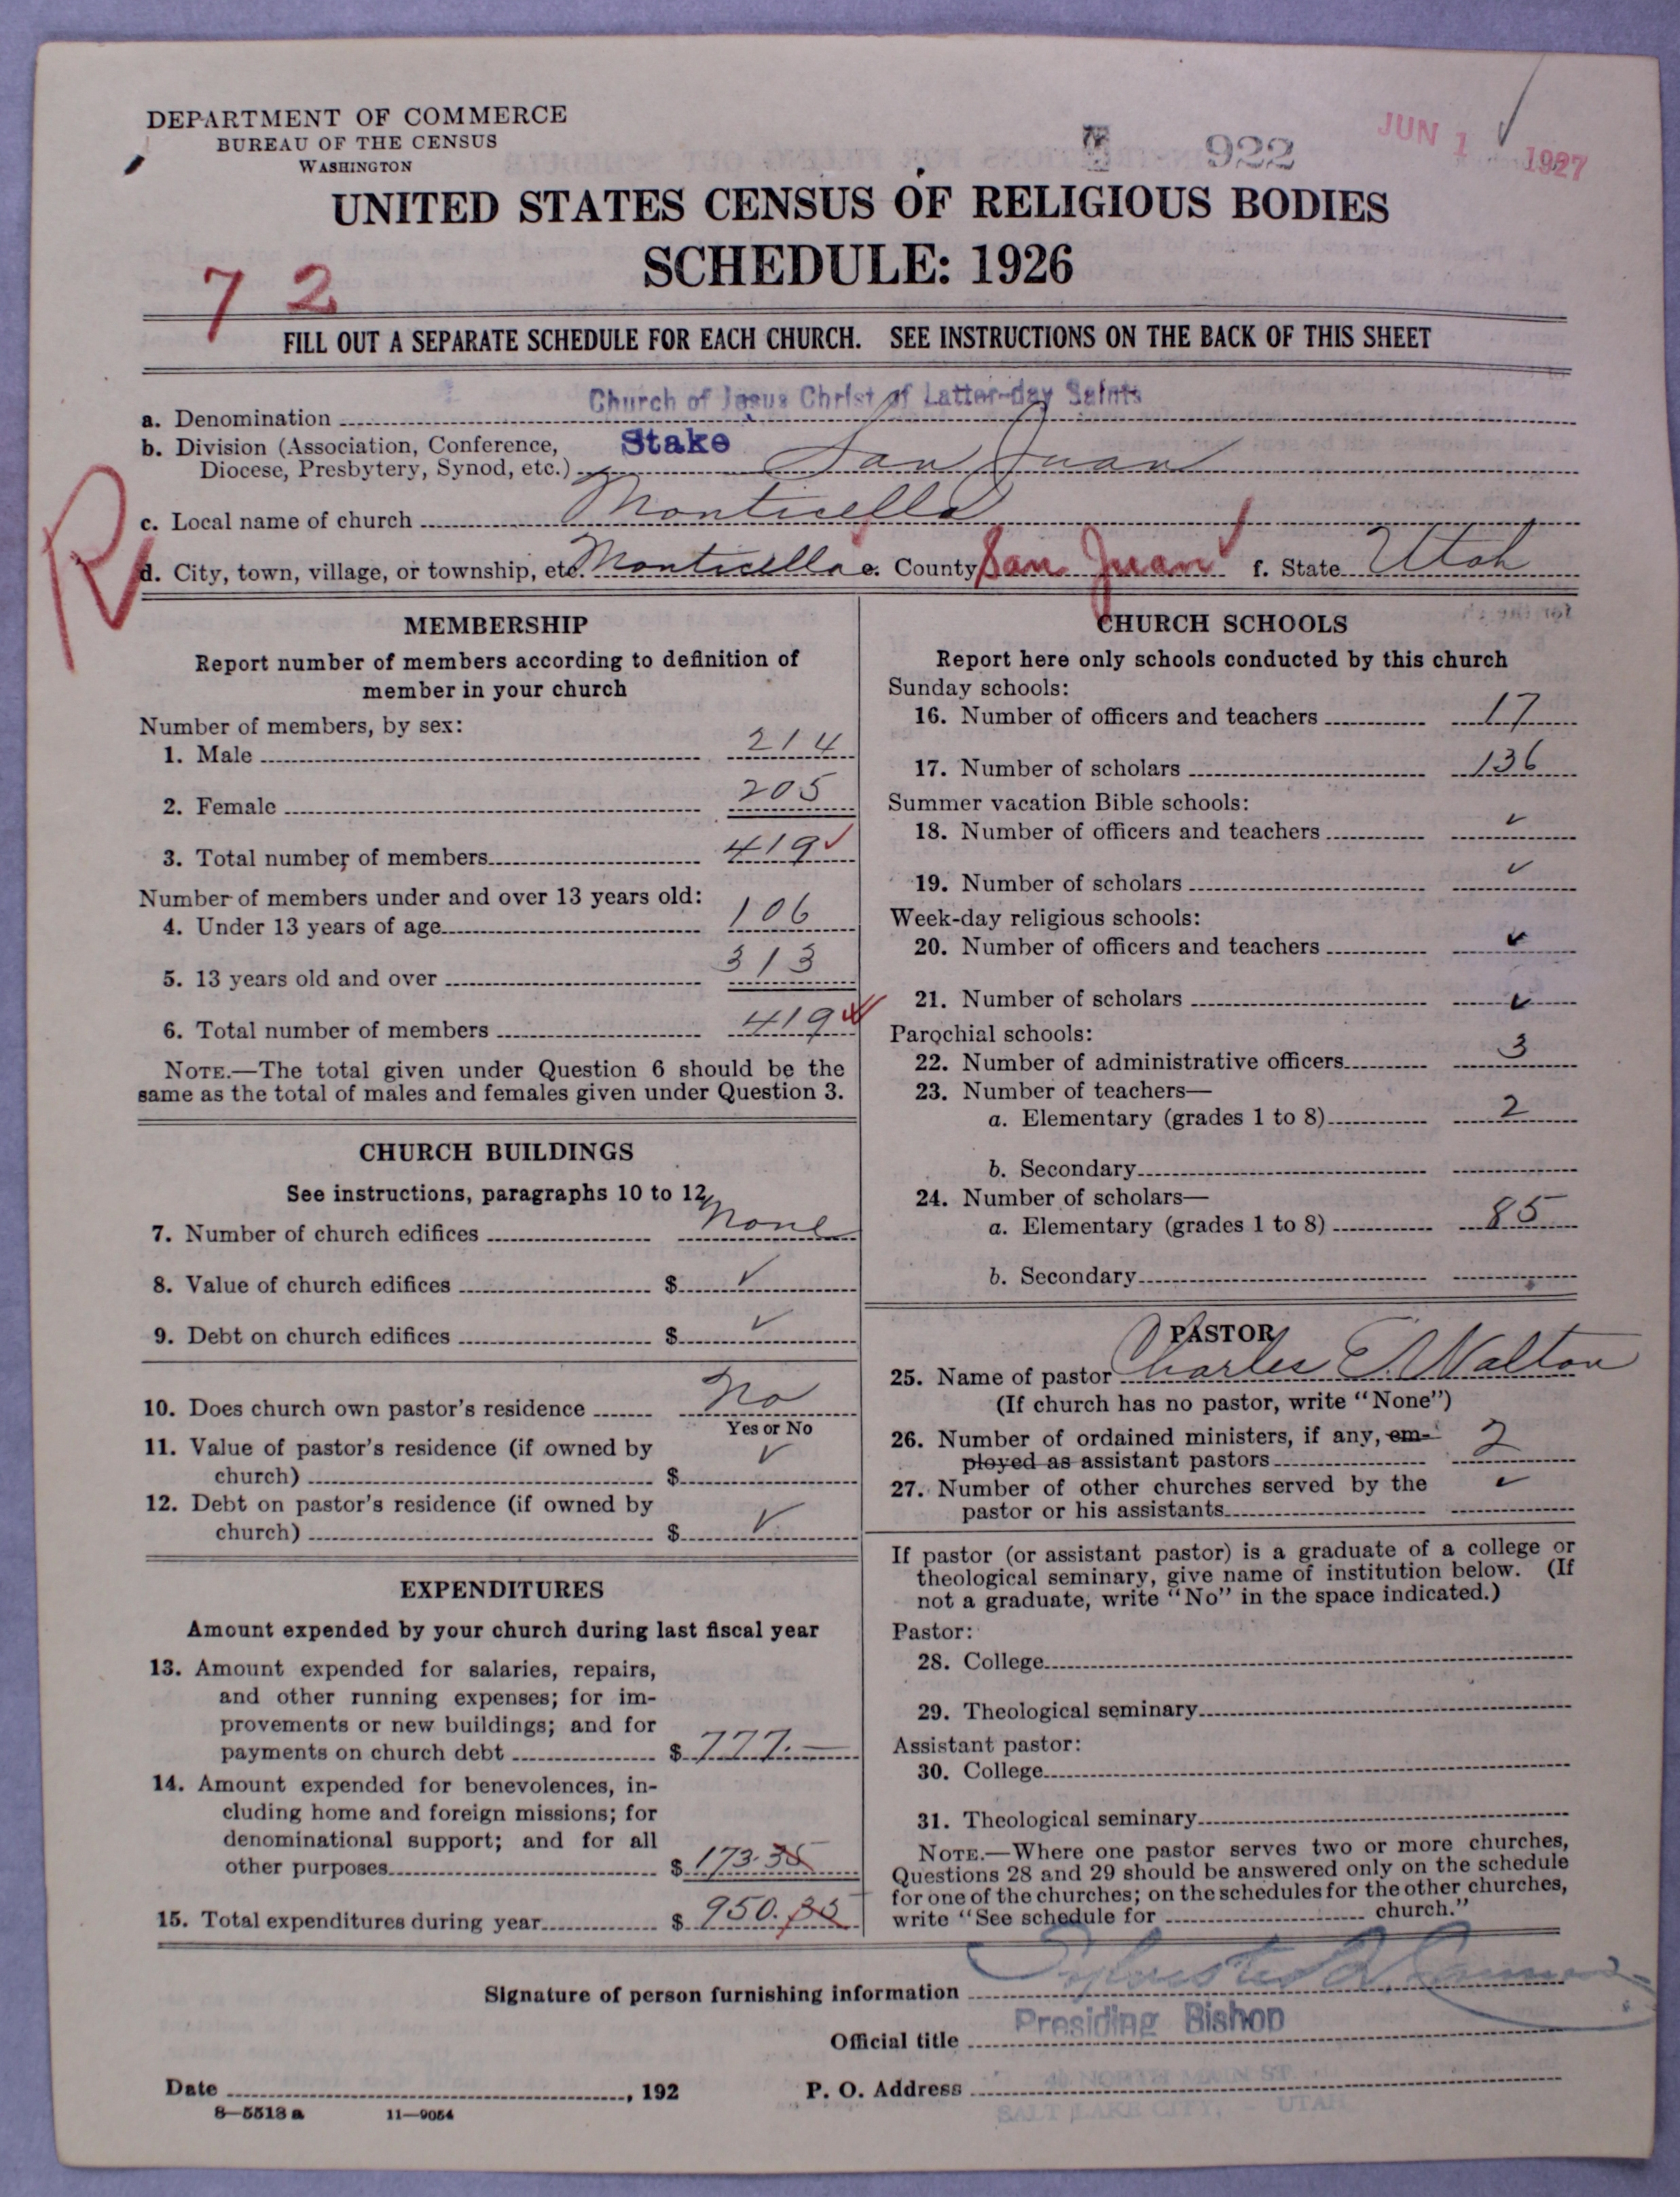 DEPARTMENT OF COMMERCE
BUREAU OF THE CENSUS
WASHINGTON
922
JUN 1 1927
UNITED STATES CENSUS OF RELIGIOUS BODIES
SCHEDULE: 1926
7 2
FILL OUT A SEPARATE SCHEDULE FOR EACH CHURCH. SEE INSTRUCTIONS ON THE BACK OF THIS SHEET
a. Denomination Church of Jesus Christ of Latter-day Saints
b. Division (Association, Conference, Diocese, Presbytery, Synod, etc.) Stake San Juan
c. Local name of church Monticello
R
d. City, town, village, or township, etc. Monticello e. County San Juan f. State Utah
MEMBERSHIP
Report number of members according to definition of
member in your church
Number of members, by sex:
1. Male 214
2. Female 205
3. Total number of members 419 ✓
Number of members under and over 13 years old:
4. Under 13 years of age 106
5. 13 years old and over 313
6. Total number of members 419 ✓
NOTE.—The total given under Question 6 should be the
same as the total of males and females given under Question 3.
CHURCH BUILDINGS
See instructions, paragraphs 10 to 12
7. Number of church edifices None
8. Value of church edifices $ ✓
9. Debt on church edifices $ ✓
10. Does church own pastor's residence No
Yes or No
11. Value of pastor's residence (if owned by
church) $ ✓
12. Debt on pastor's residence (if owned by
church) $ ✓
EXPENDITURES
Amount expended by your church during last fiscal year
13. Amount expended for salaries, repairs,
and other running expenses; for im-
provements or new buildings; and for
payments on church debt $ 777.—
14. Amount expended for benevolences, in-
cluding home and foreign missions; for
denominational support; and for all
other purposes $ 173.35
15. Total expenditures during year $ 950.35
CHURCH SCHOOLS
Report here only schools conducted by this church
Sunday schools:
16. Number of officers and teachers 17
17. Number of scholars 136
Summer vacation Bible schools:
18. Number of officers and teachers ✓
19. Number of scholars ✓
Week-day religious schools:
20. Number of officers and teachers ✓
21. Number of scholars ✓
Parochial schools:
22. Number of administrative officers 3
23. Number of teachers—
a. Elementary (grades 1 to 8) 2
b. Secondary
24. Number of scholars—
a. Elementary (grades 1 to 8) 85
b. Secondary
PASTOR
25. Name of pastor Charles E. Walton
(If church has no pastor, write "None")
26. Number of ordained ministers, if any, em-
ployed as assistant pastors 2
27. Number of other churches served by the
pastor or his assistants ✓
If pastor (or assistant pastor) is a graduate of a college or
theological seminary, give name of institution below. (If
not a graduate, write "No" in the space indicated.)
Pastor:
28. College
29. Theological seminary
Assistant pastor:
30. College
31. Theological seminary
NOTE.—Where one pastor serves two or more churches,
Questions 28 and 29 should be answered only on the schedule
for one of the churches; on the schedules for the other churches,
write "See schedule for church."
Signature of person furnishing information
Official title Presiding Bishop
Date , 192 P. O. Address 40 NORTH MAIN ST.
SALT LAKE CITY, - UTAH
8—5513 a 11—9054